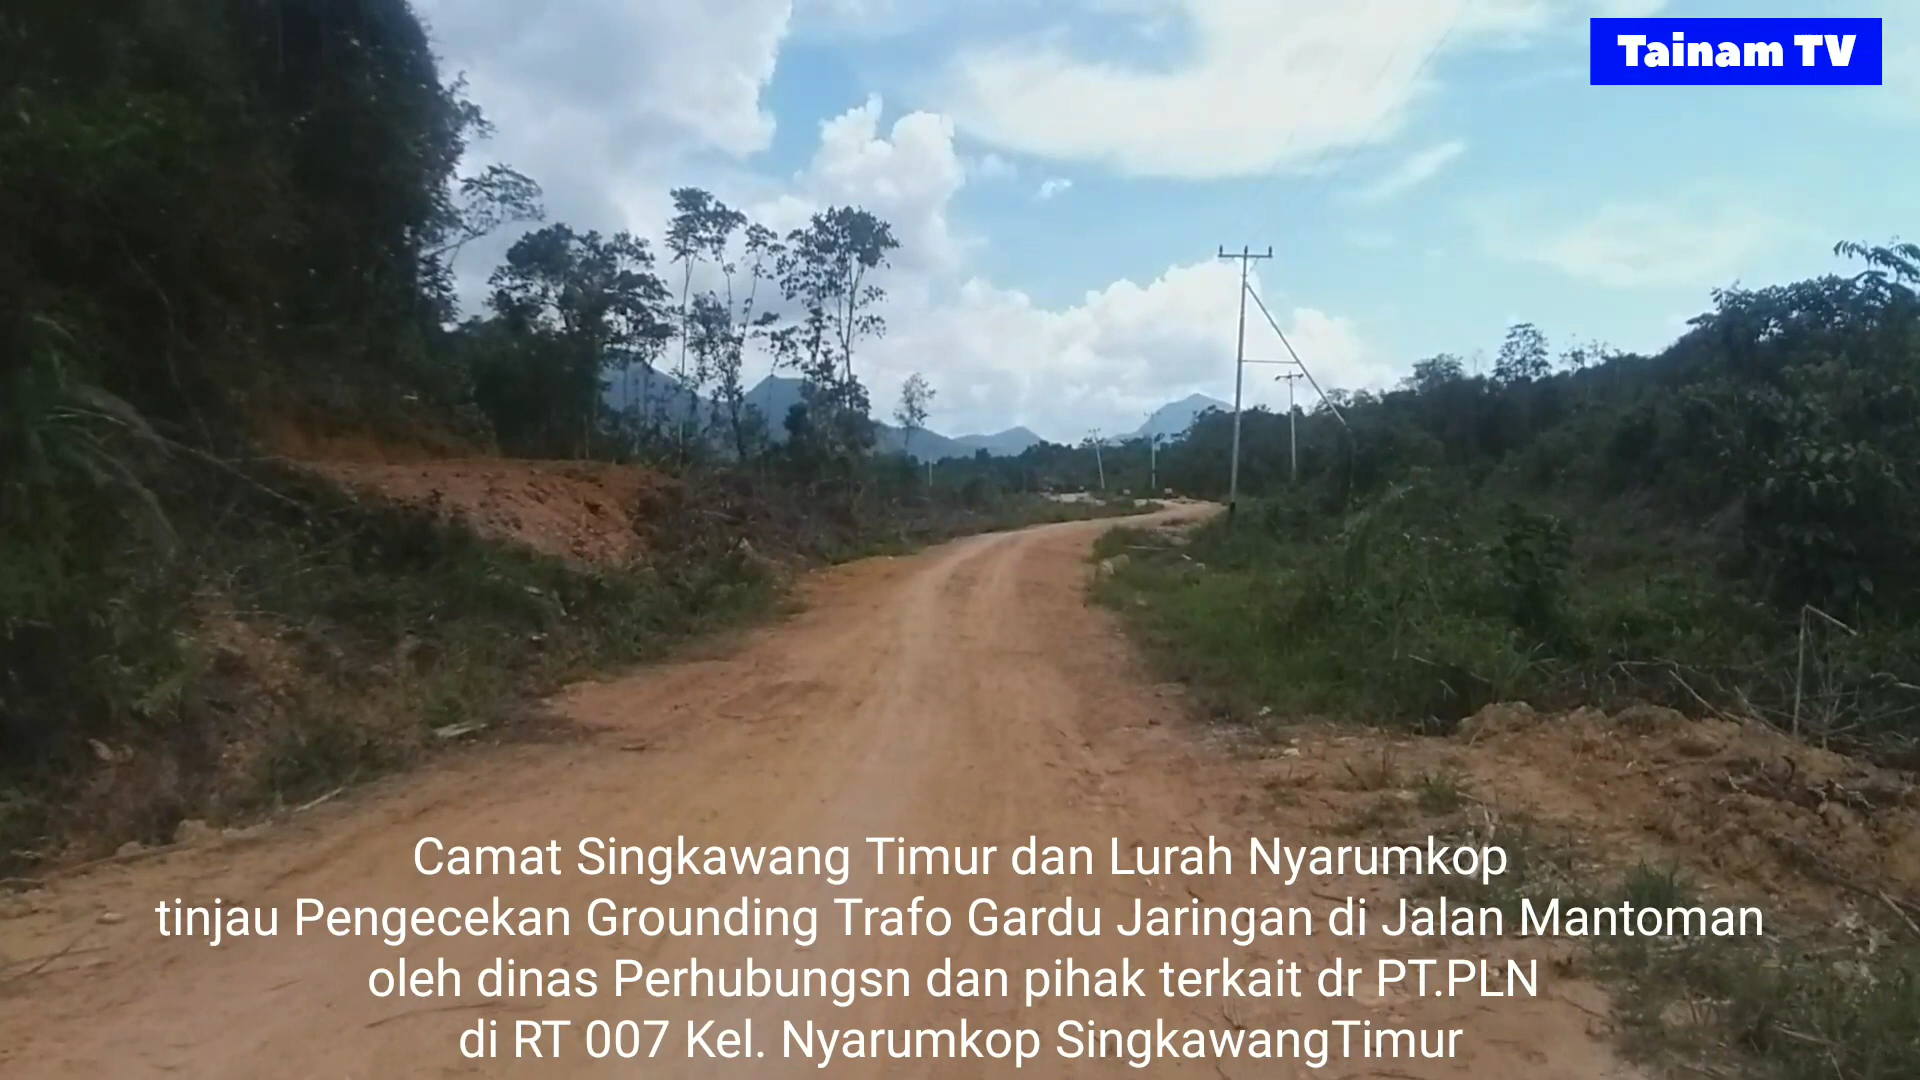 Tainam TV
Camat Singkawang Timur dan Lurah Nyarumkop
tinjau Pengecekan Grounding Trafo Gardu Jaringan di Jalan Mantoman
oleh dinas Perhubungsn dan pihak terkait dr PT.PLN
di RT 007 Kel. Nyarumkop SingkawangTimur